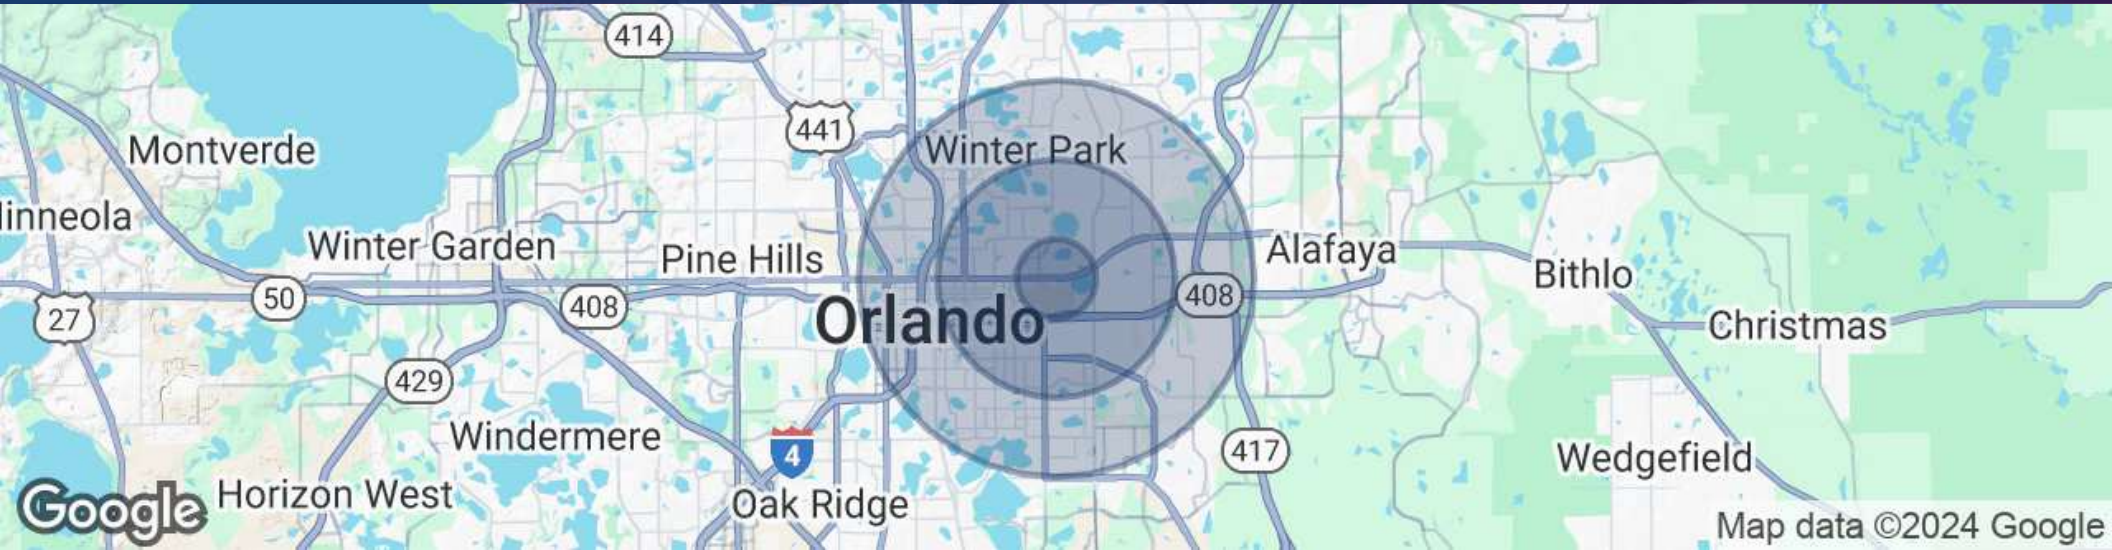 414
441
Montverde
Winter Park
linneola
Winter Garden
Pine Hills
Alafaya
Bithlo
50
408
408
27
Orlando
Christmas
429
Windermere
4
417
Wedgefield
Google
Horizon West
Oak Ridge
Map data ©2024 Google